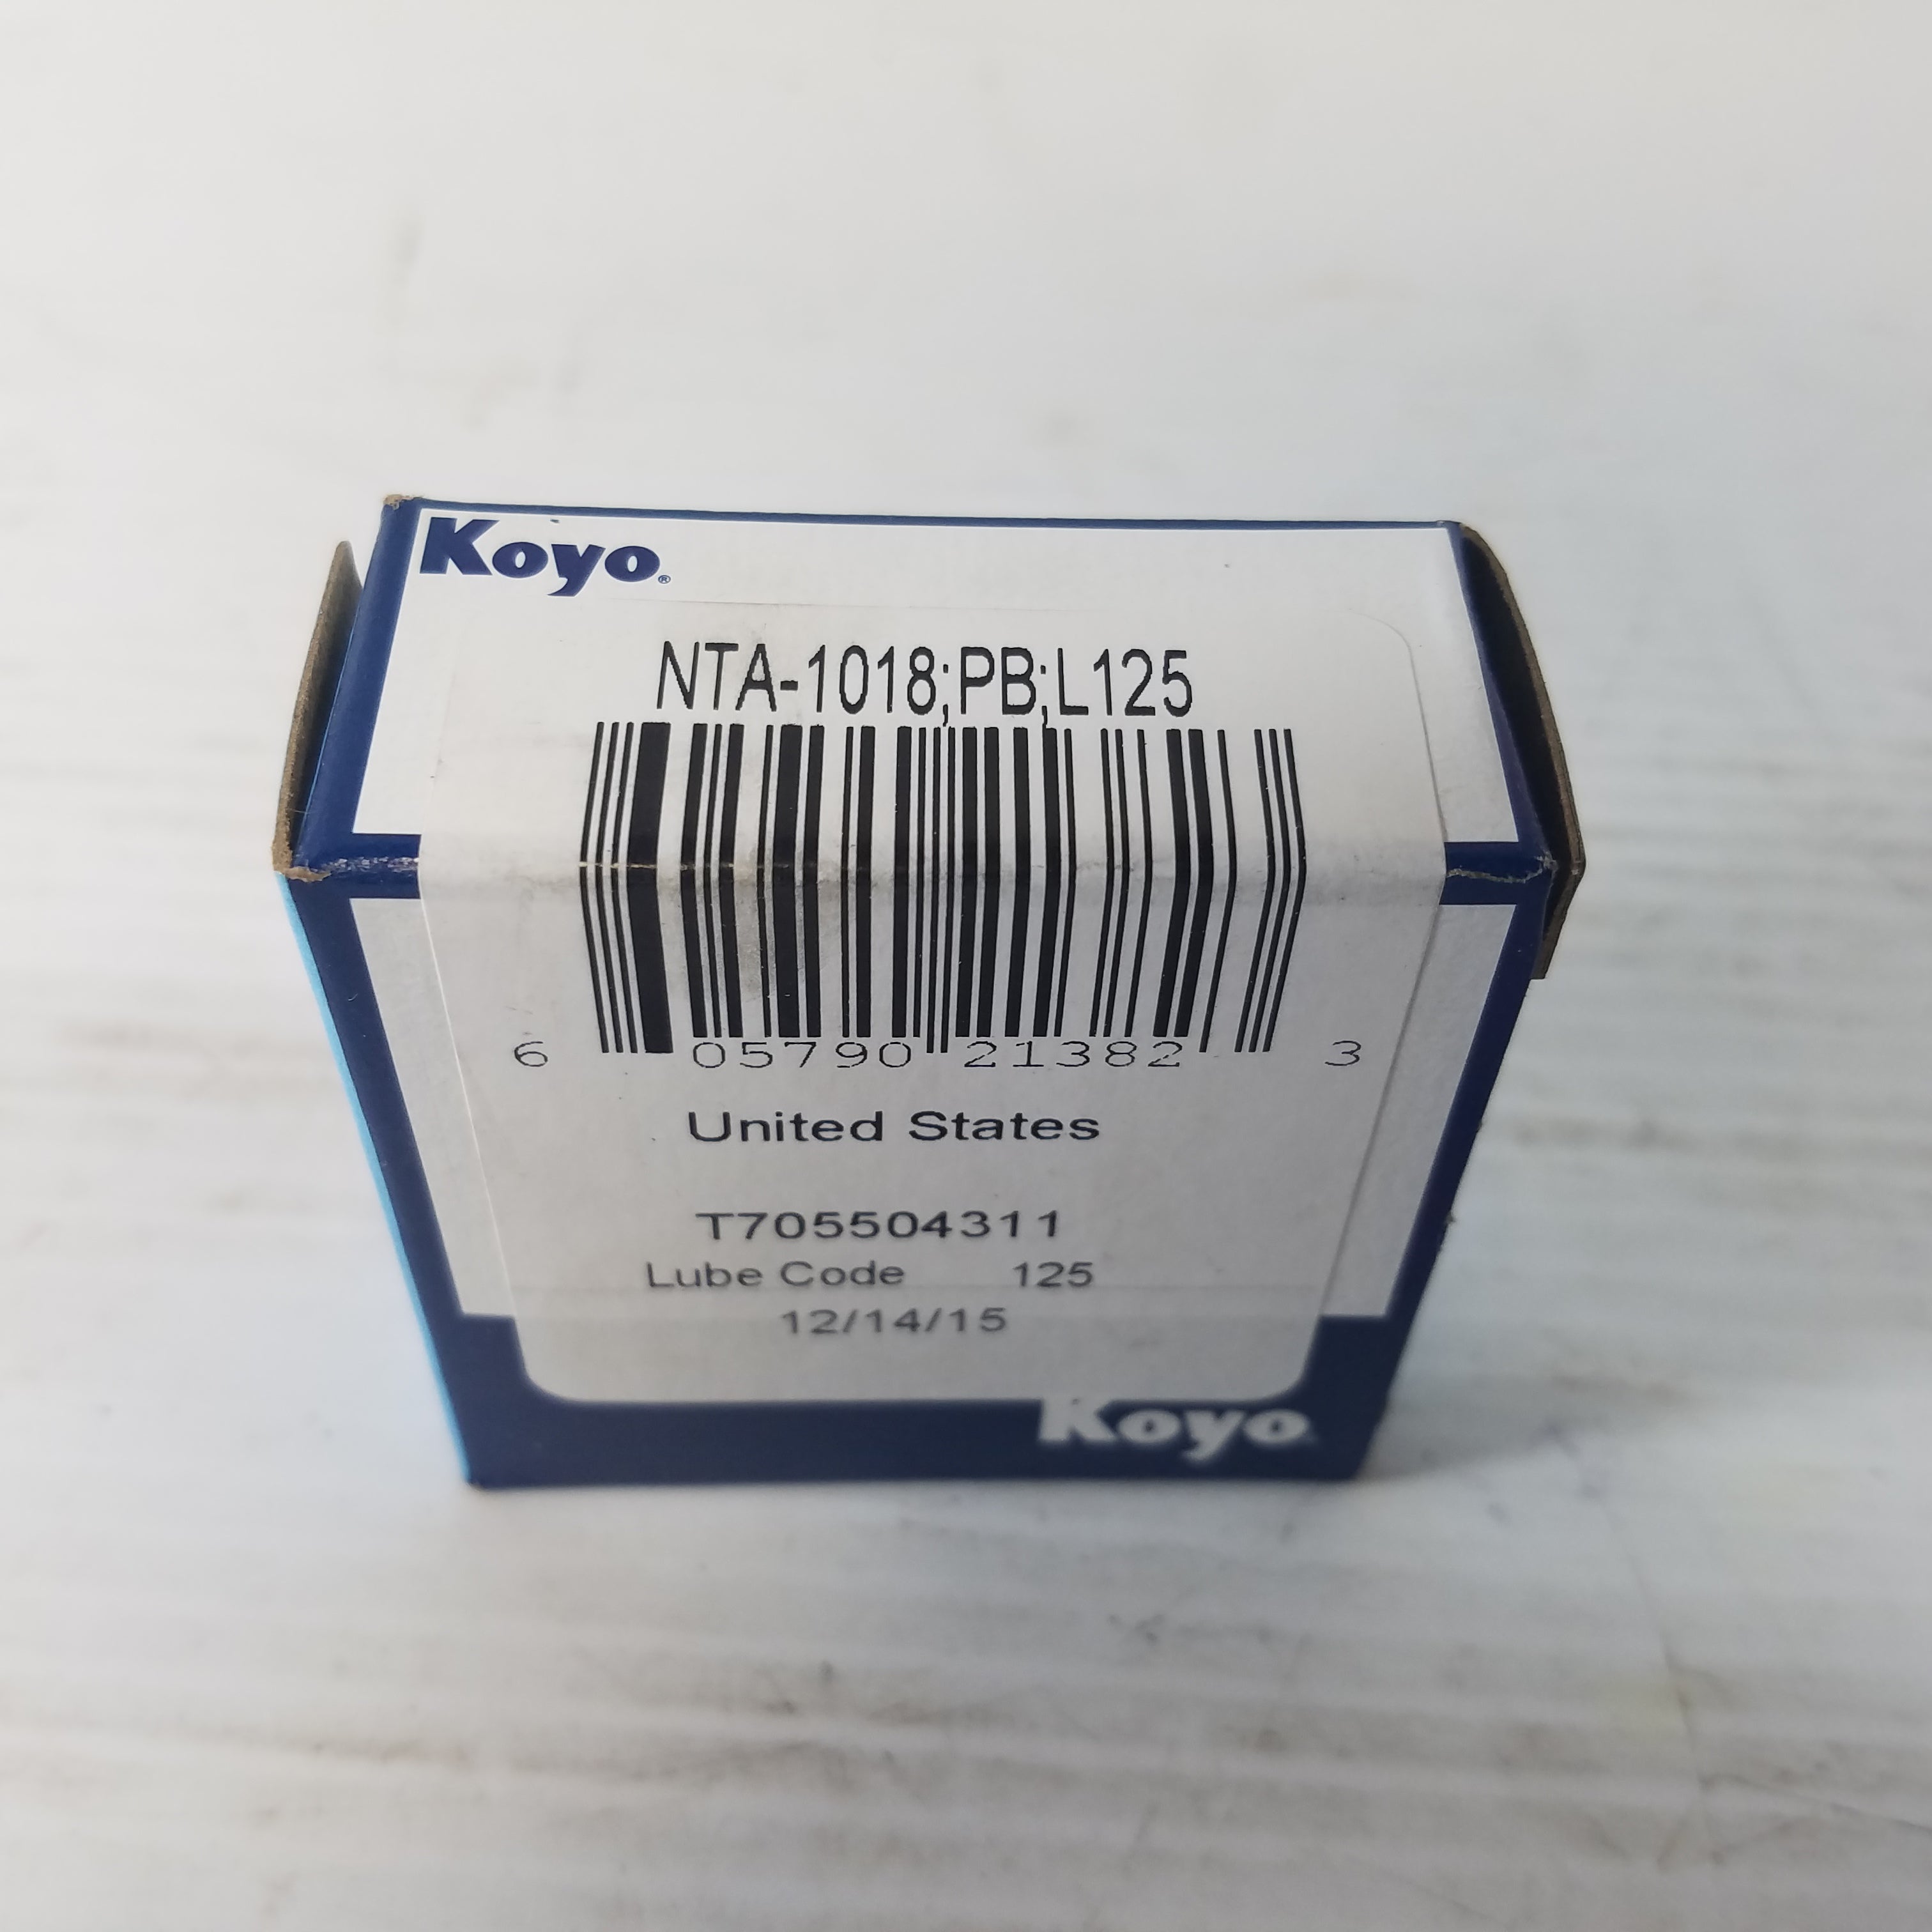 Koyo®
NTA-1018;PB;L125
6 05790 21382 3
United States
T705504311
Lube Code 125
12/14/15
Koyo